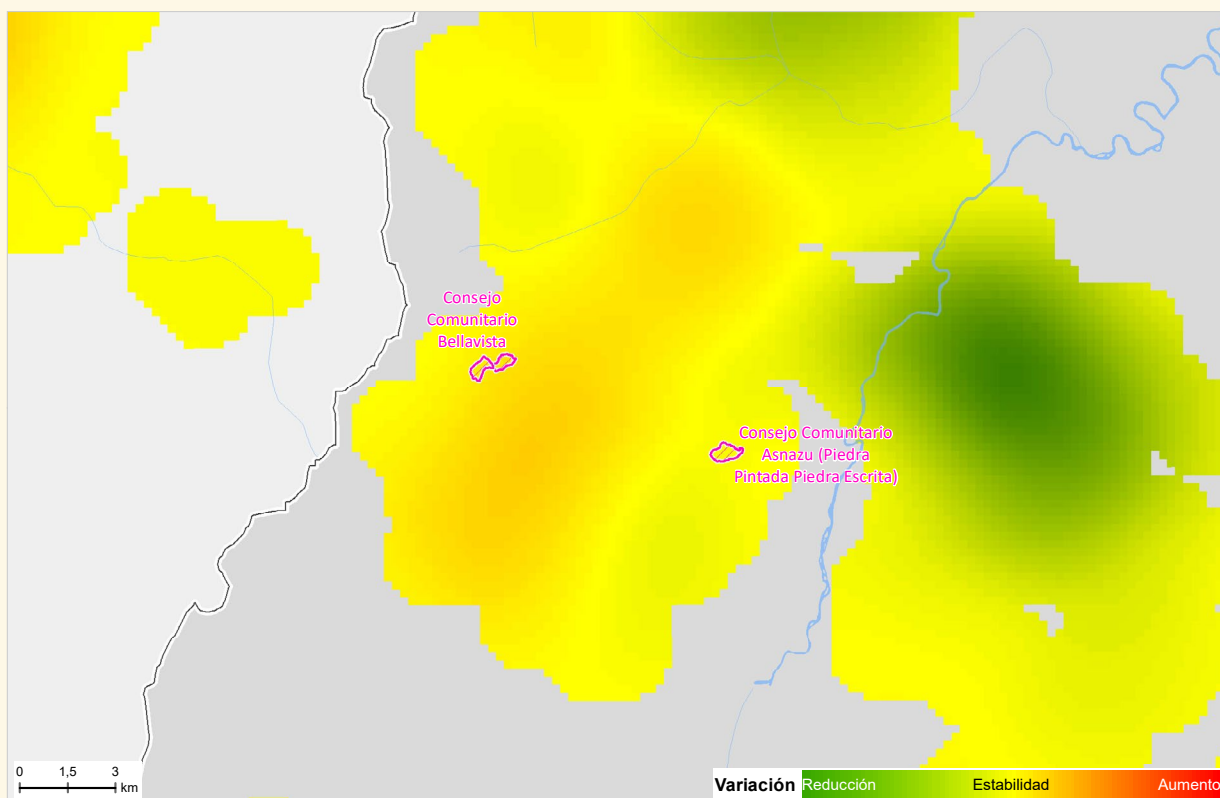 Consejo
Comunitario
Bellavista
Consejo Comunitario
Asnazu (Piedra
Pintada Piedra Escrita)
0 1,5 3
km
Variación Reducción Estabilidad Aumento